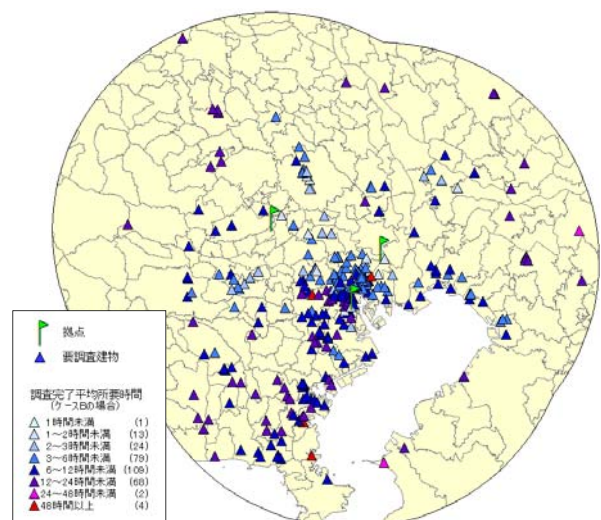 拠点
要調査建物
調査完了平均所要時間
(ケースBの場合)
1時間未満 (1)
1～2時間未満 (13)
2～3時間未満 (24)
3～6時間未満 (79)
6～12時間未満 (109)
12～24時間未満 (68)
24～48時間未満 (2)
48時間以上 (4)